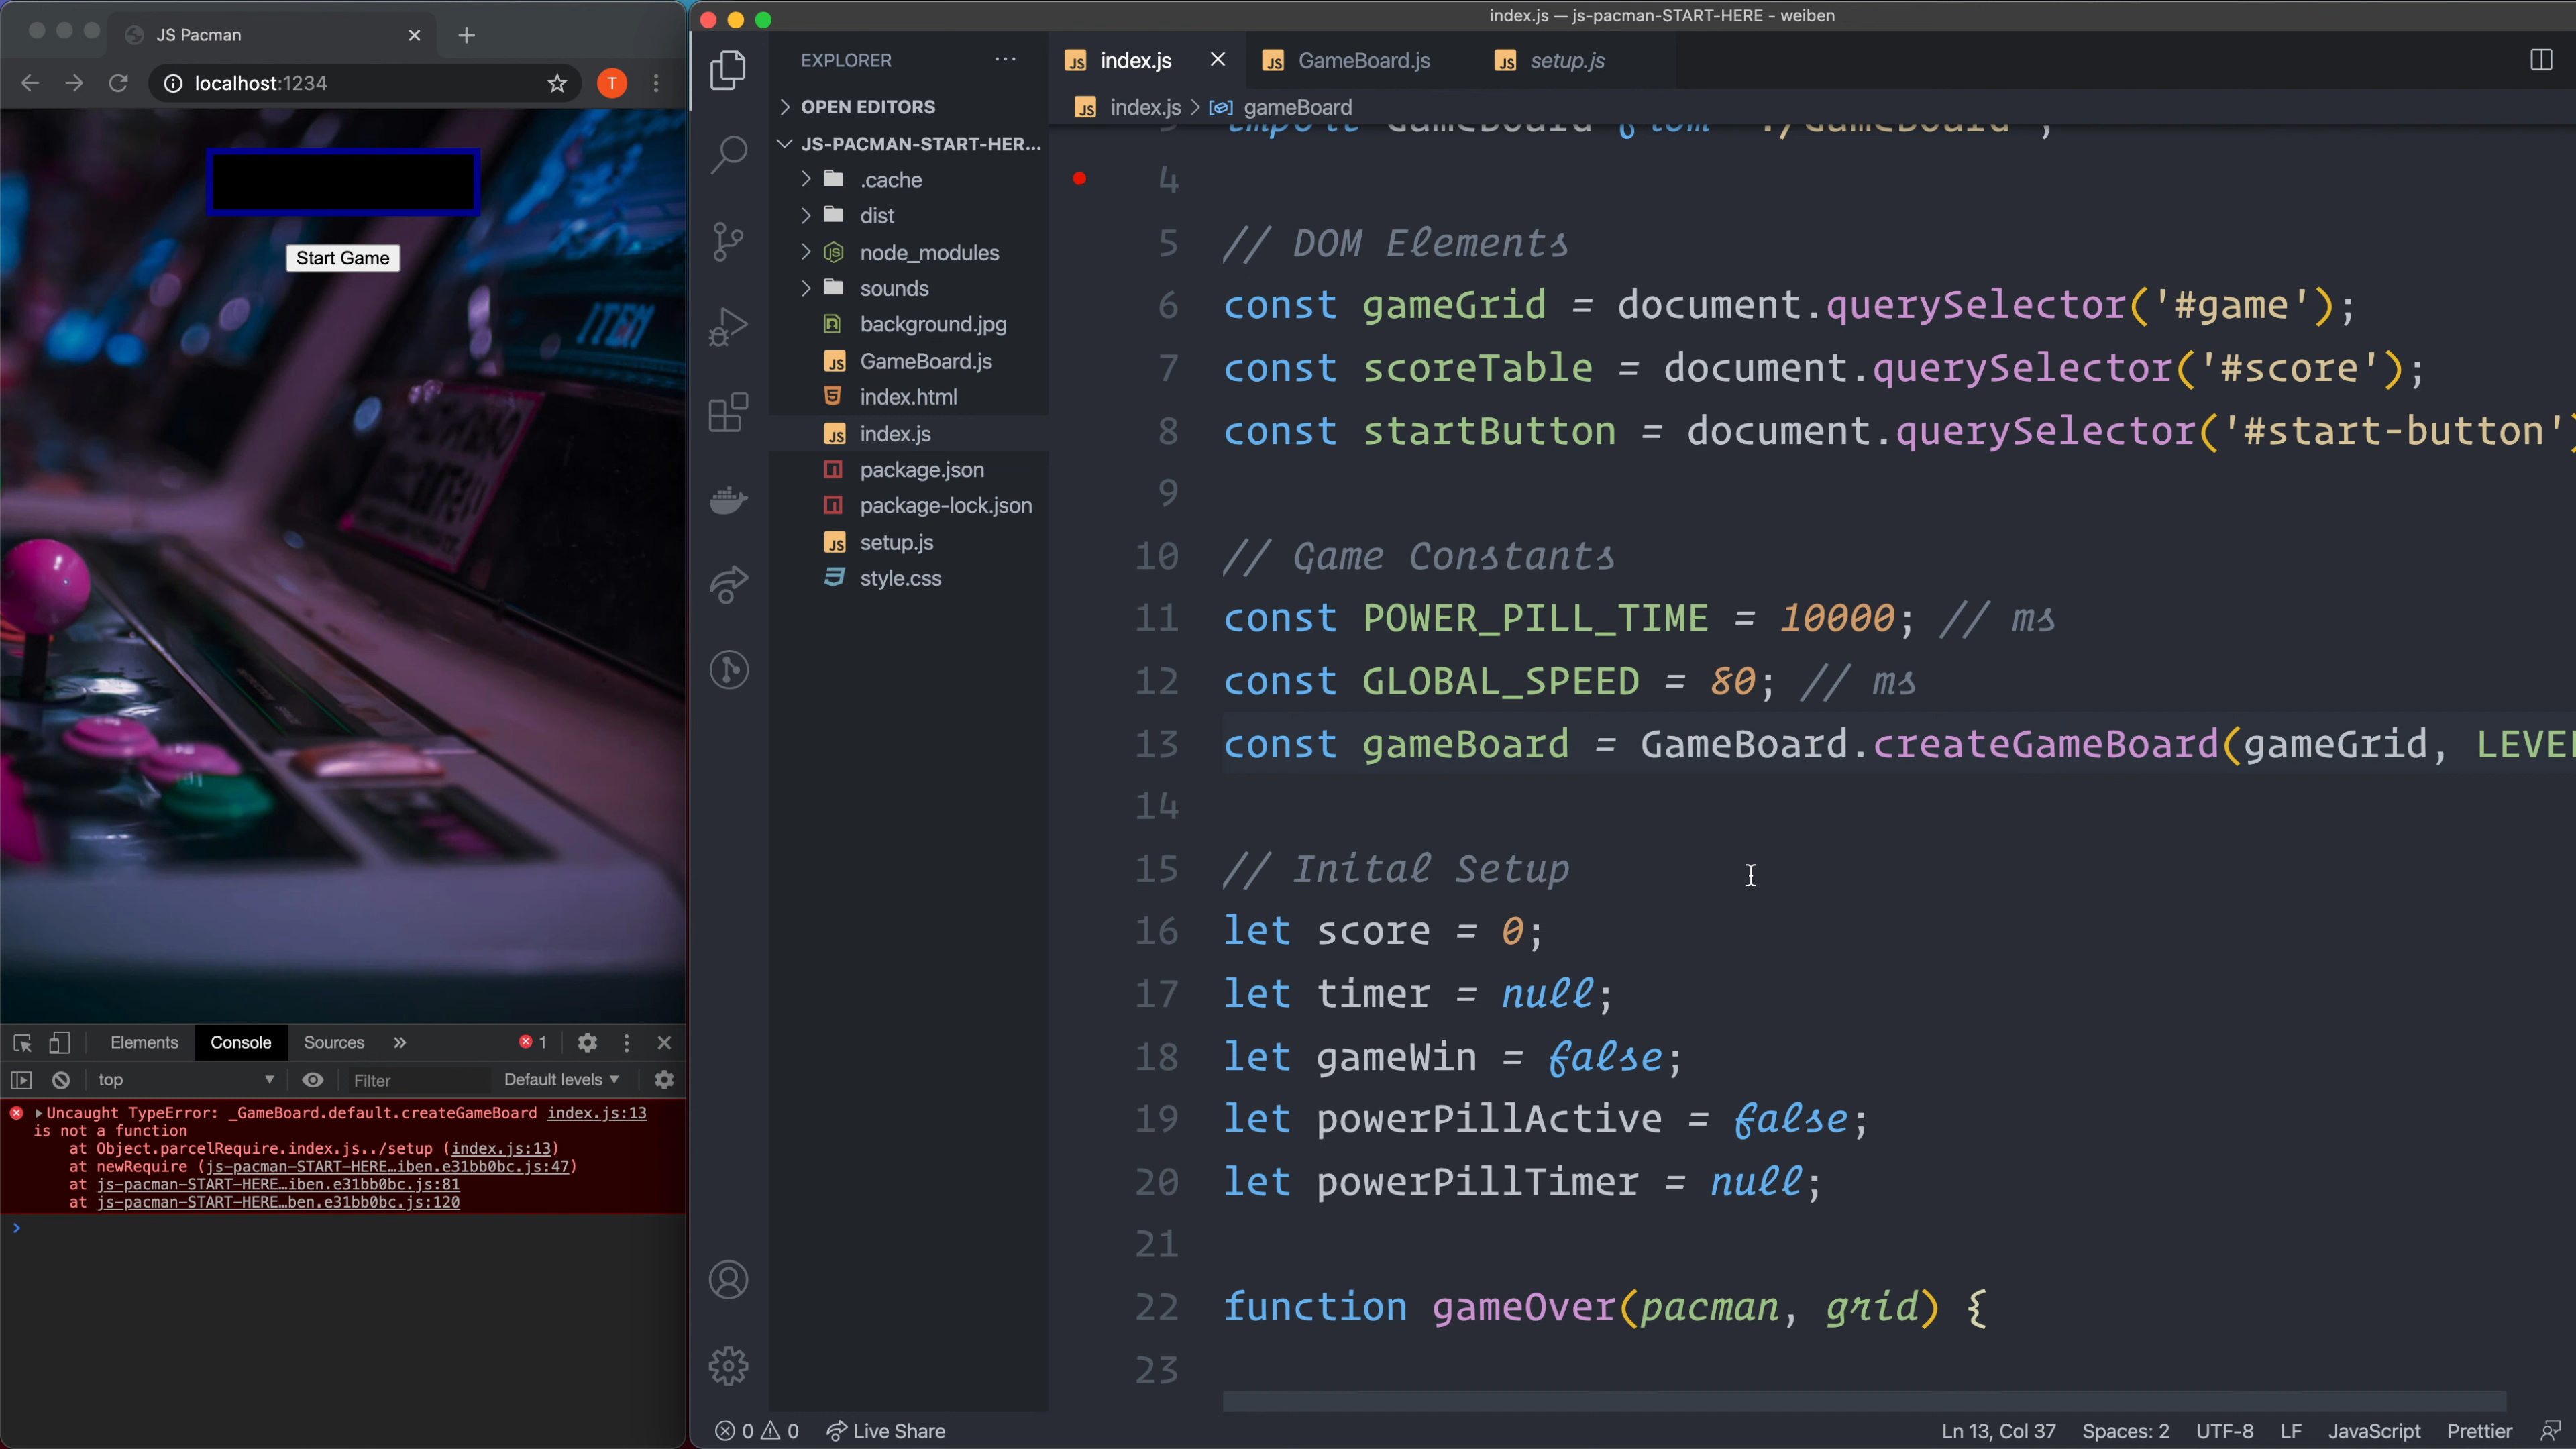 JS Pacman
localhost:1234
Start Game
ITEM
Elements
Console
Sources
1
top
Filter
Default levels
Uncaught TypeError: _GameBoard.default.createGameBoard index.js:13
is not a function
at Object.parcelRequire.index.js../setup (index.js:13)
at newRequire (js-pacman-START-HERE…iben.e31bb0bc.js:47)
at js-pacman-START-HERE…iben.e31bb0bc.js:81
at js-pacman-START-HERE…ben.e31bb0bc.js:120
index.js — js-pacman-START-HERE - weiben
EXPLORER
OPEN EDITORS
JS-PACMAN-START-HER...
.cache
dist
node_modules
sounds
background.jpg
GameBoard.js
index.html
index.js
package.json
package-lock.json
setup.js
style.css
index.js
GameBoard.js
setup.js
index.js > gameBoard
import GameBoard from './GameBoard';
4
5 // DOM Elements
6 const gameGrid = document.querySelector('#game');
7 const scoreTable = document.querySelector('#score');
8 const startButton = document.querySelector('#start-button'
9
10 // Game Constants
11 const POWER_PILL_TIME = 10000; // ms
12 const GLOBAL_SPEED = 80; // ms
13 const gameBoard = GameBoard.createGameBoard(gameGrid, LEVE
14
15 // Inital Setup
16 let score = 0;
17 let timer = null;
18 let gameWin = false;
19 let powerPillActive = false;
20 let powerPillTimer = null;
21
22 function gameOver(pacman, grid) {
23
0 0
Live Share
Ln 13, Col 37
Spaces: 2
UTF-8
LF
JavaScript
Prettier